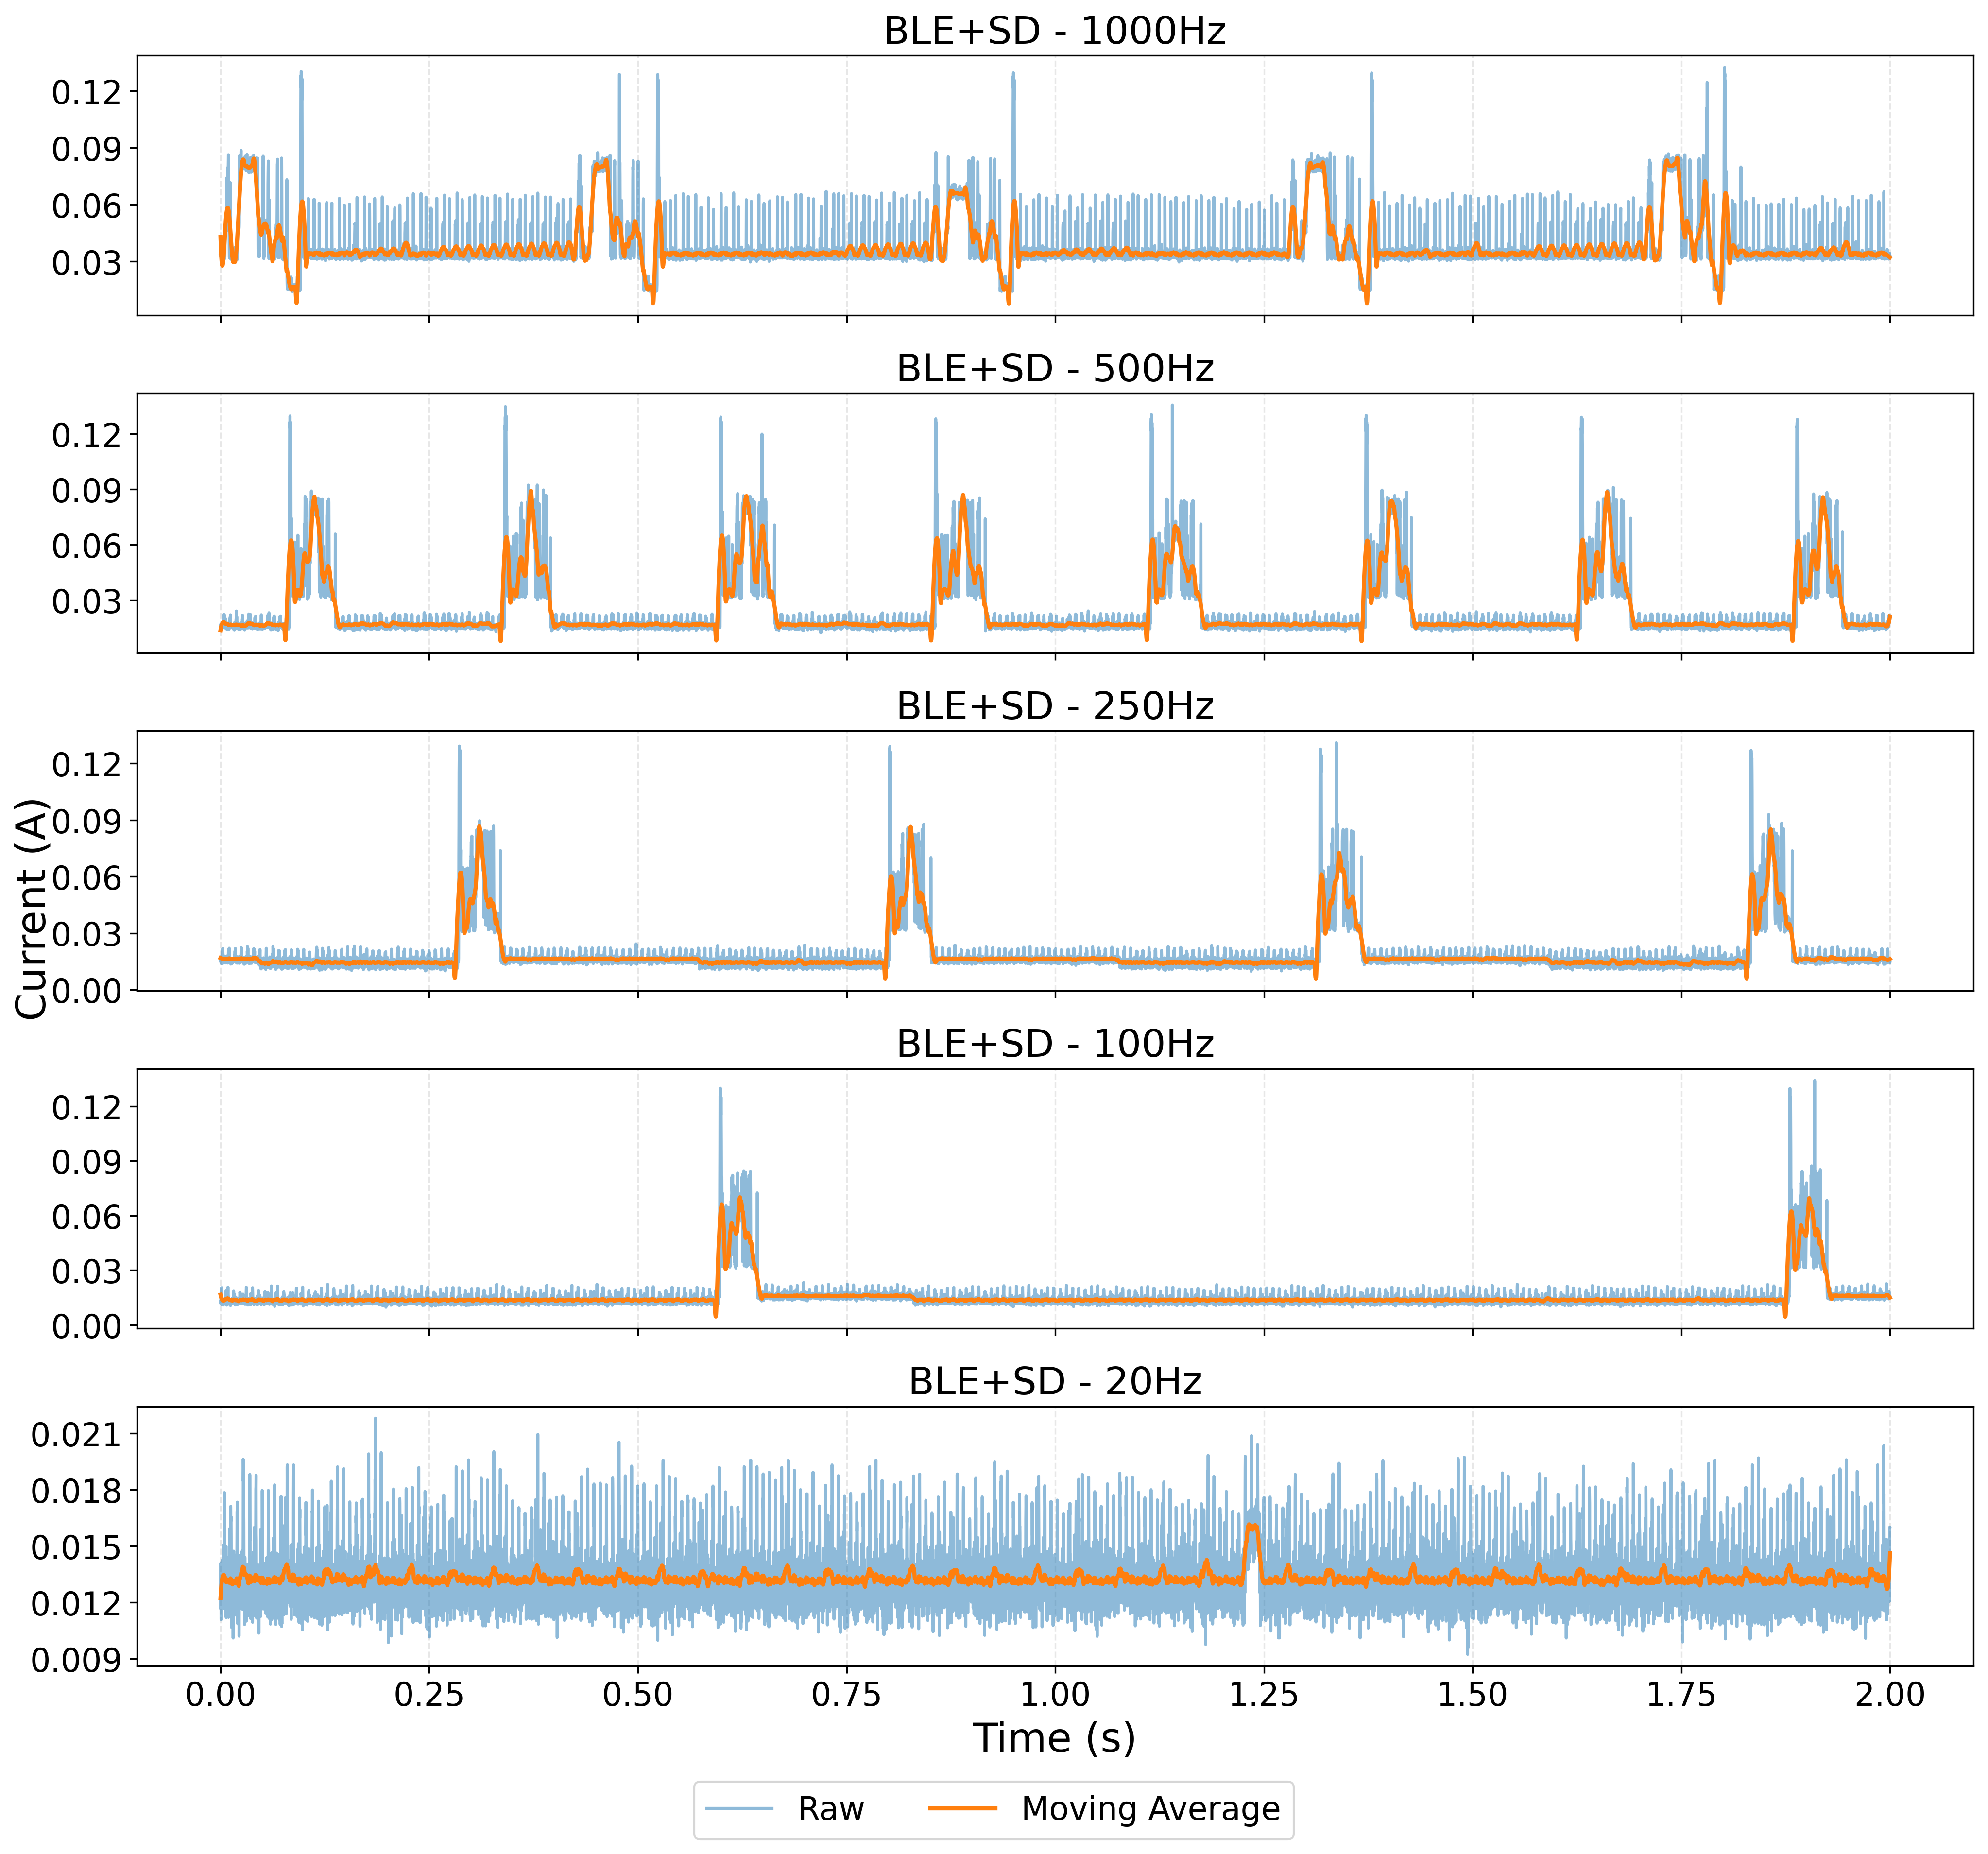 BLE+SD - 1000Hz
0.12
0.09
0.06
0.03
BLE+SD - 500Hz
0.12
0.09
0.06
0.03
BLE+SD - 250Hz
0.12
0.09
0.06
0.03
0.00
Current (A)
BLE+SD - 100Hz
0.12
0.09
0.06
0.03
0.00
BLE+SD - 20Hz
0.021
0.018
0.015
0.012
0.009
0.00 0.25 0.50 0.75 1.00 1.25 1.50 1.75 2.00
Time (s)
Raw Moving Average